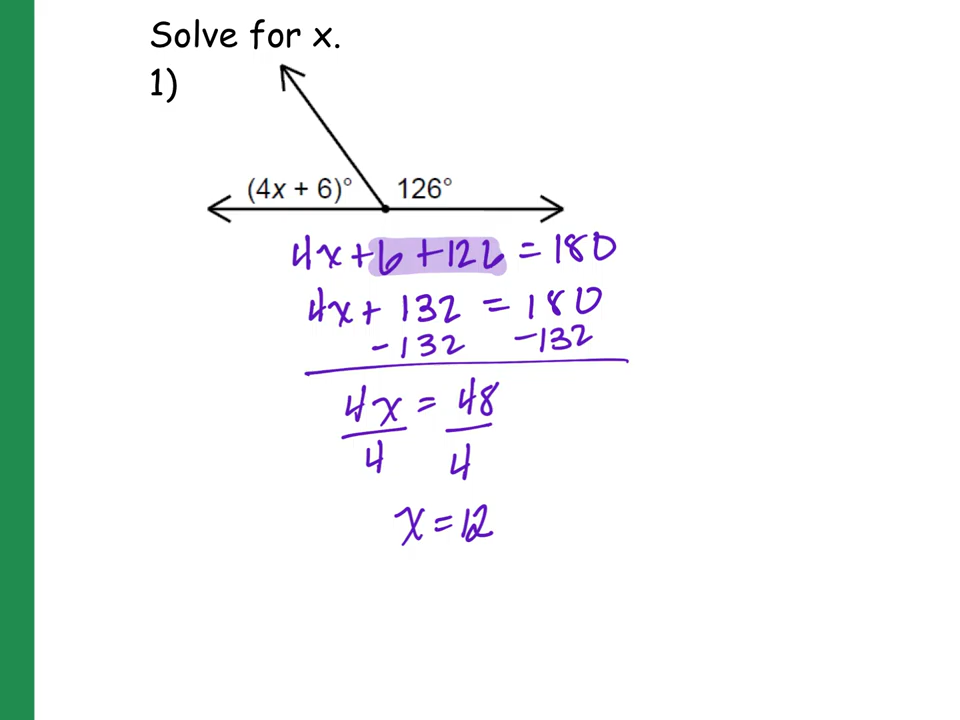 Solve for x.
1)
(4x + 6)° 126°
4x + 6 + 126 = 180
4x + 132 = 180
-132 -132
4x = 48
4 4
x = 12